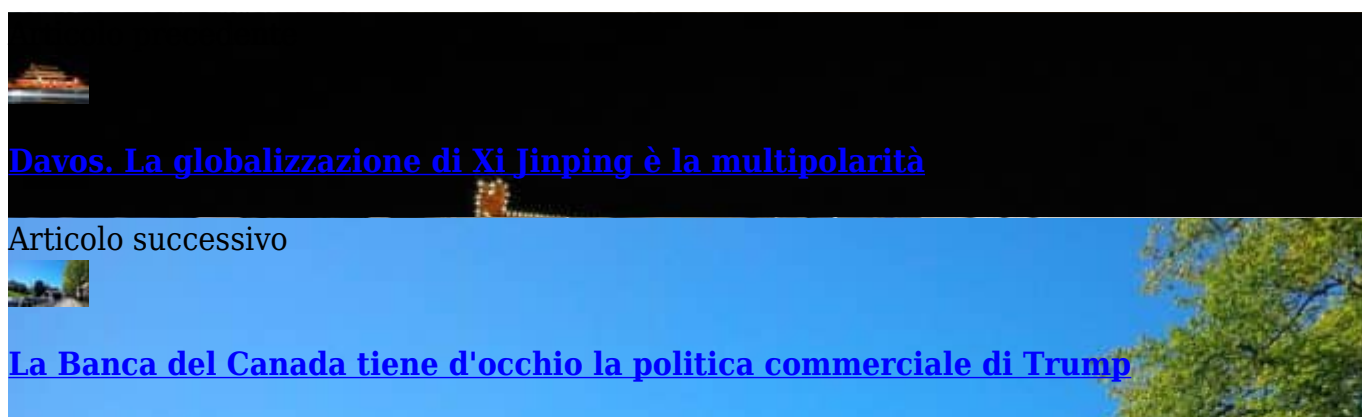 Davos. La globalizzazione di Xi Jinping è la multipolarità
Articolo successivo
La Banca del Canada tiene d'occhio la politica commerciale di Trump